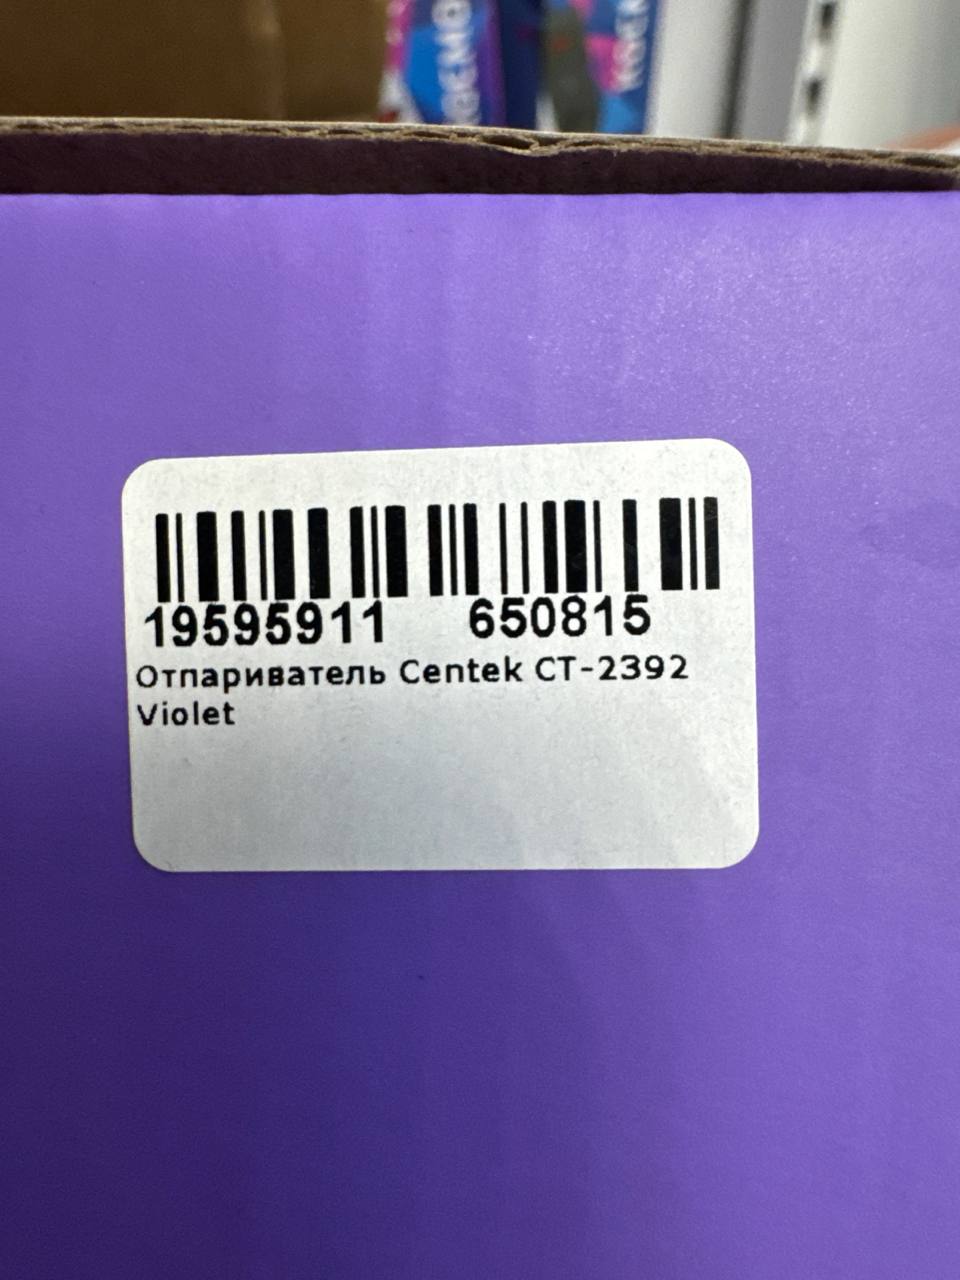 19595911 650815
Отпариватель Centek CT-2392
Violet